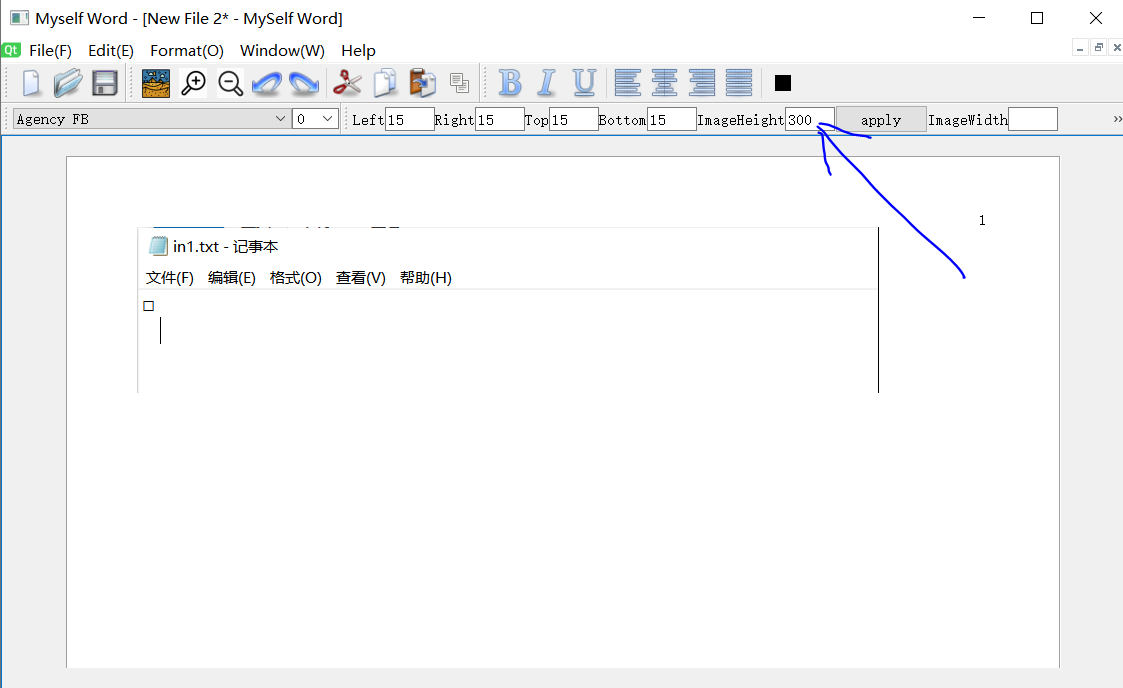 Myself Word - [New File 2* - MySelf Word]
Qt File(F) Edit(E) Format(O) Window(W) Help
B I U
Agency FB 0 Left 15 Right 15 Top 15 Bottom 15 ImageHeight 300 apply ImageWidth »
1
in1.txt - 记事本
文件(F) 编辑(E) 格式(O) 查看(V) 帮助(H)